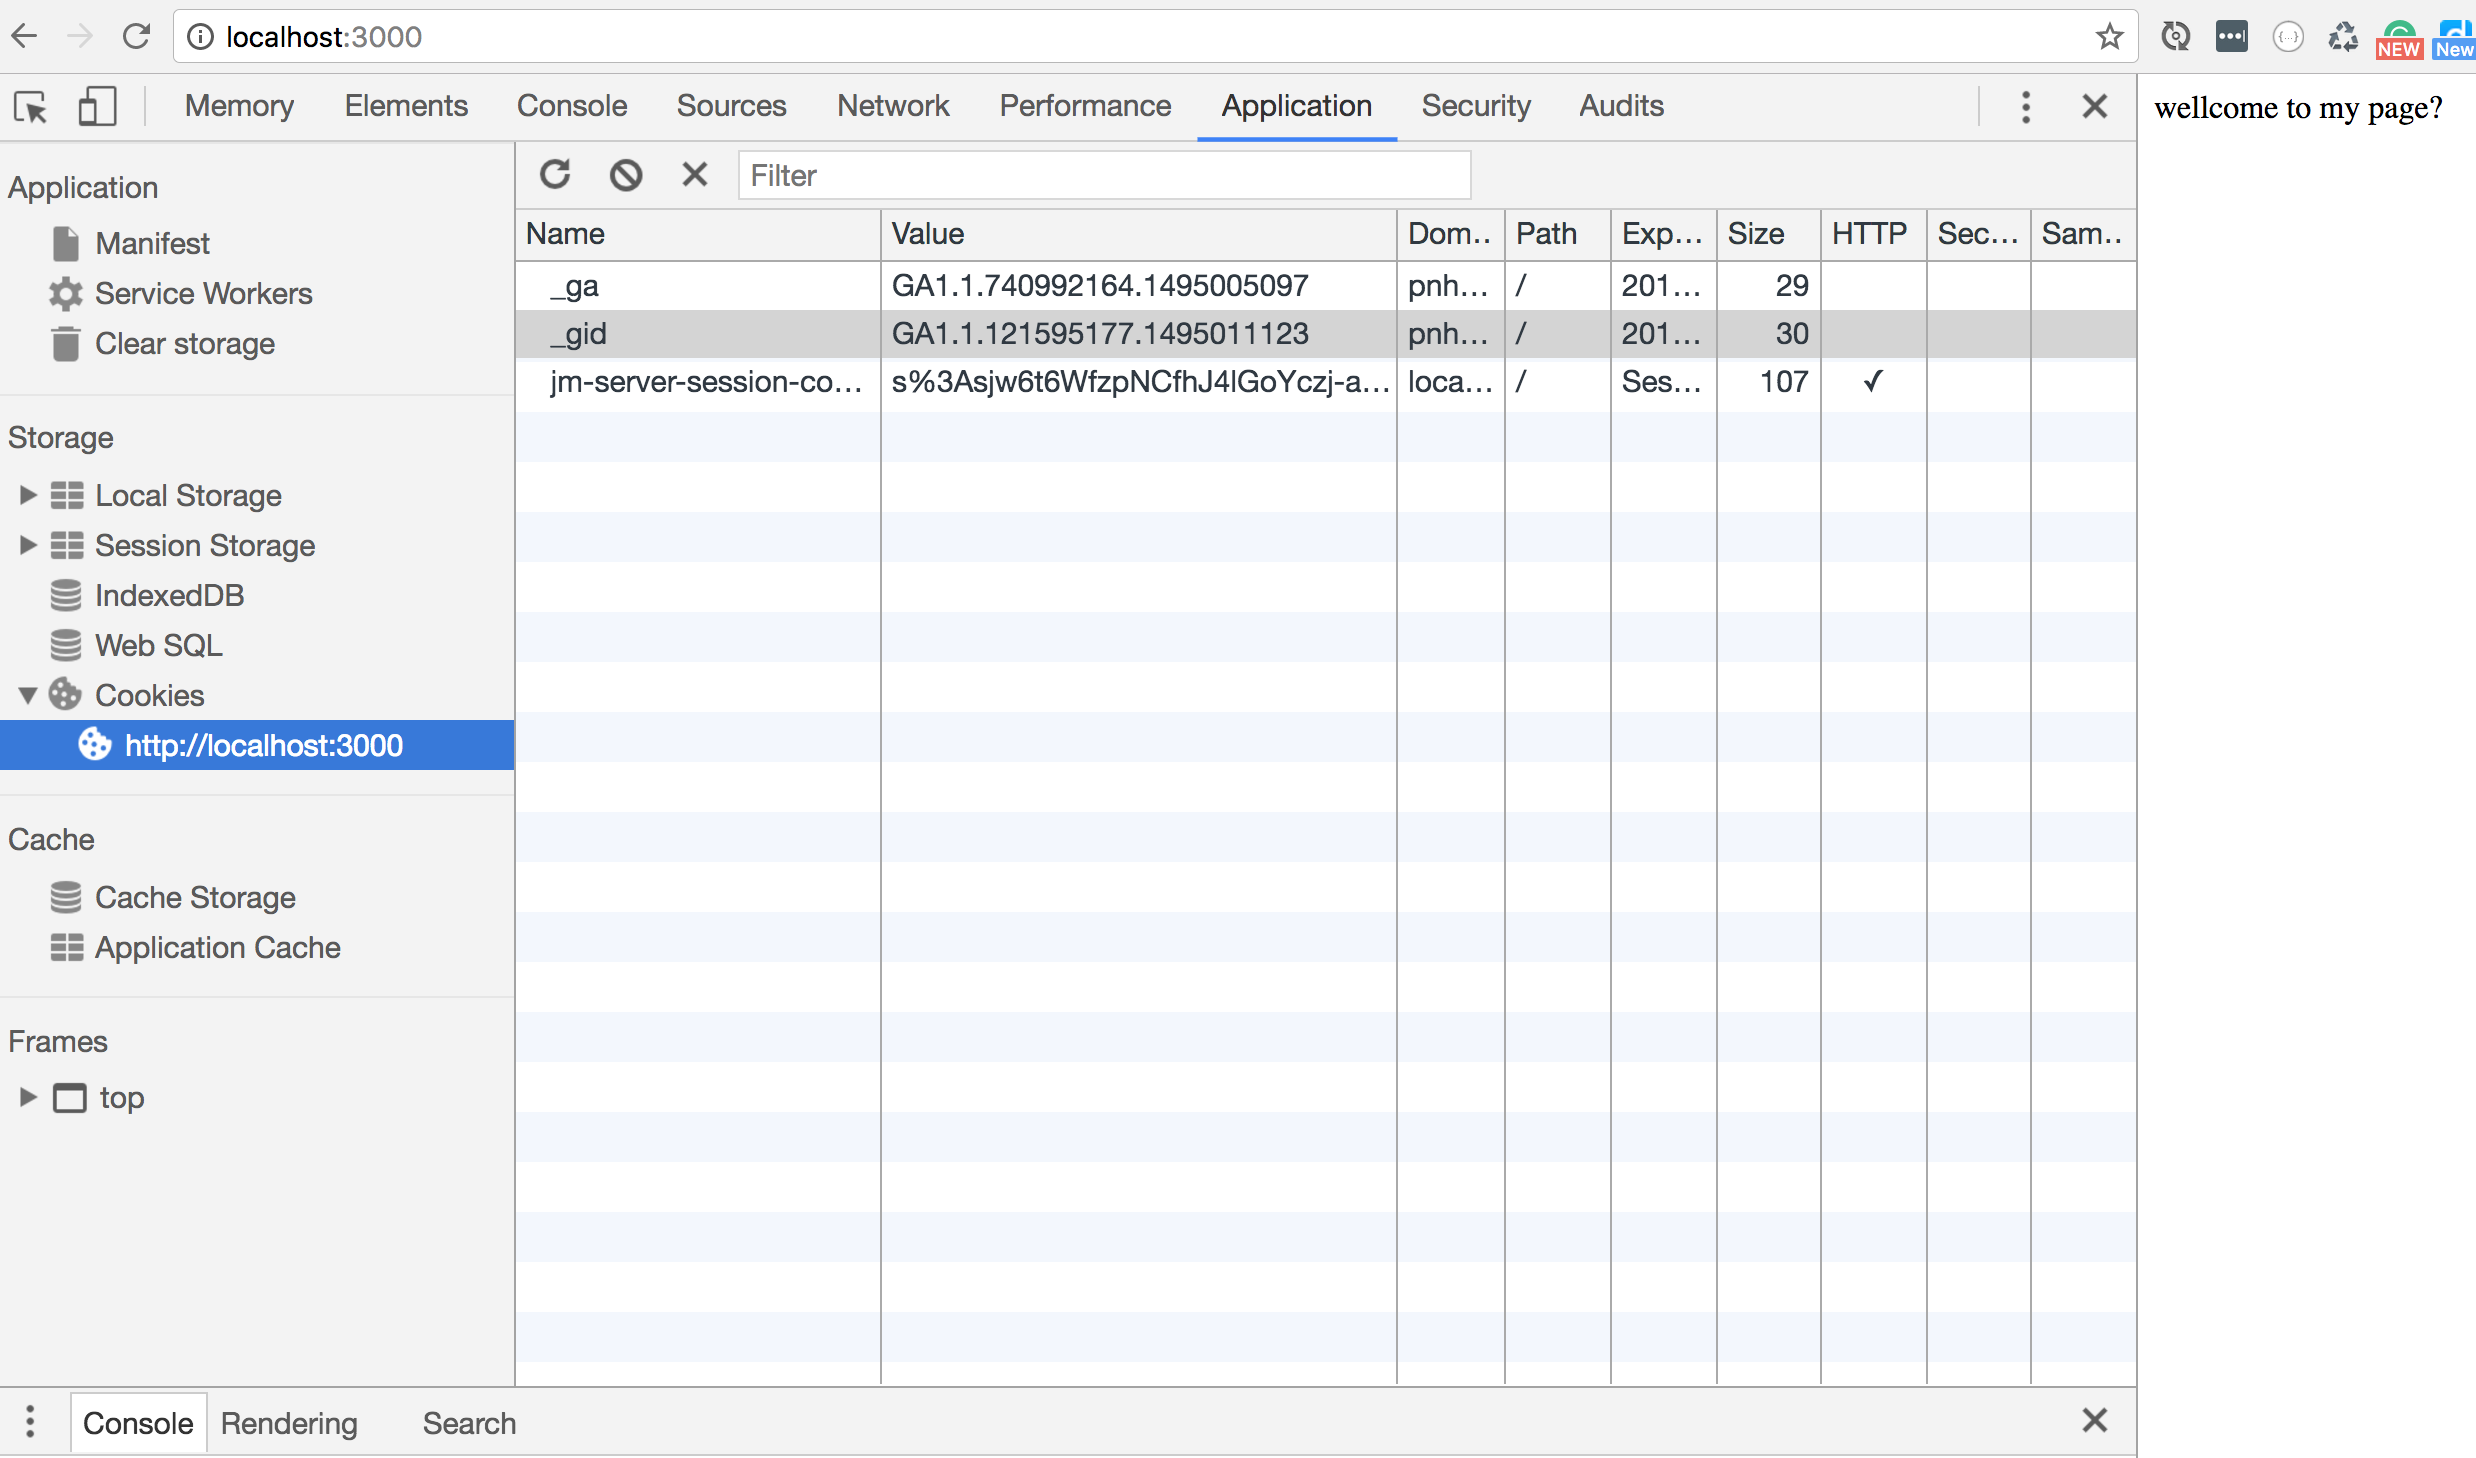 localhost:3000
NEW New
Memory Elements Console Sources Network Performance Application Security Audits
wellcome to my page?
Application
Manifest
Service Workers
Clear storage
Storage
Local Storage
Session Storage
IndexedDB
Web SQL
Cookies
http://localhost:3000
Cache
Cache Storage
Application Cache
Frames
top
Filter
Name Value Dom.. Path Exp... Size HTTP Sec... Sam..
_ga GA1.1.740992164.1495005097 pnh... / 201... 29
_gid GA1.1.121595177.1495011123 pnh... / 201... 30
jm-server-session-co... s%3Asjw6t6WfzpNCfhJ4lGoYczj-a... loca... / Ses... 107 ✓
Console Rendering Search